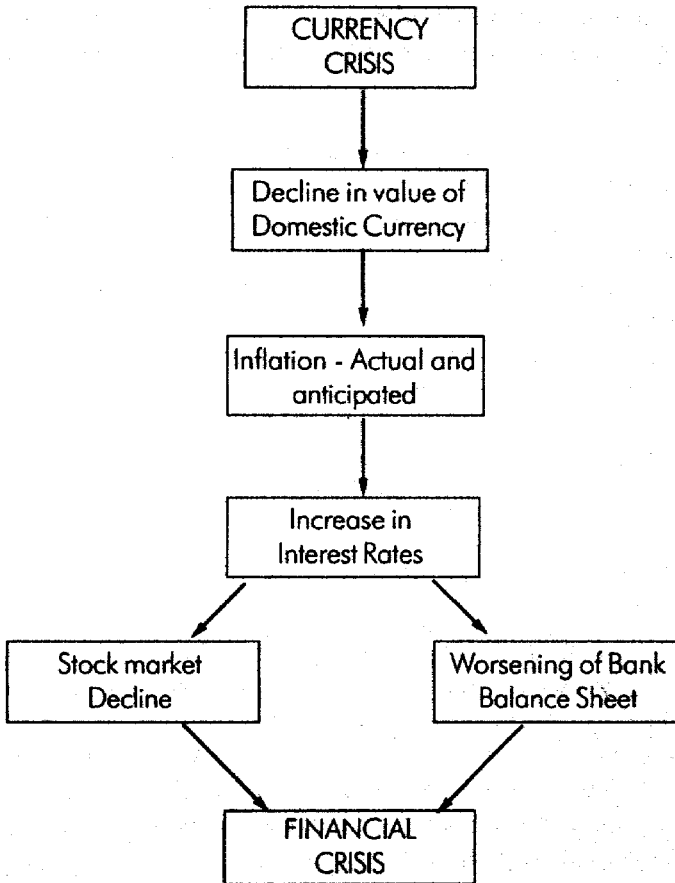 CURRENCY
CRISIS
Decline in value of
Domestic Currency
Inflation - Actual and
anticipated
Increase in
Interest Rates
Stock market
Decline
Worsening of Bank
Balance Sheet
FINANCIAL
CRISIS